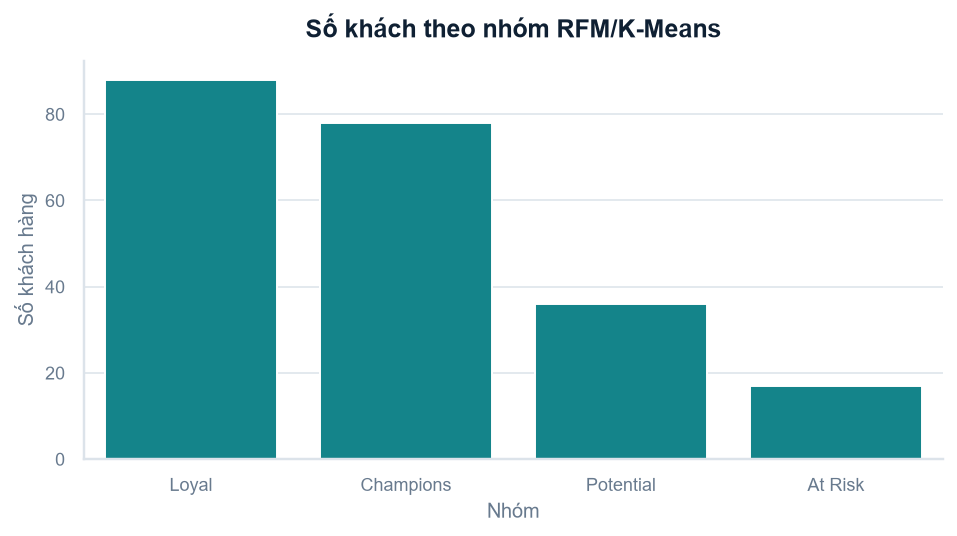 Số khách theo nhóm RFM/K-Means
Số khách hàng
80
60
40
20
0
Loyal
Champions
Potential
At Risk
Nhóm